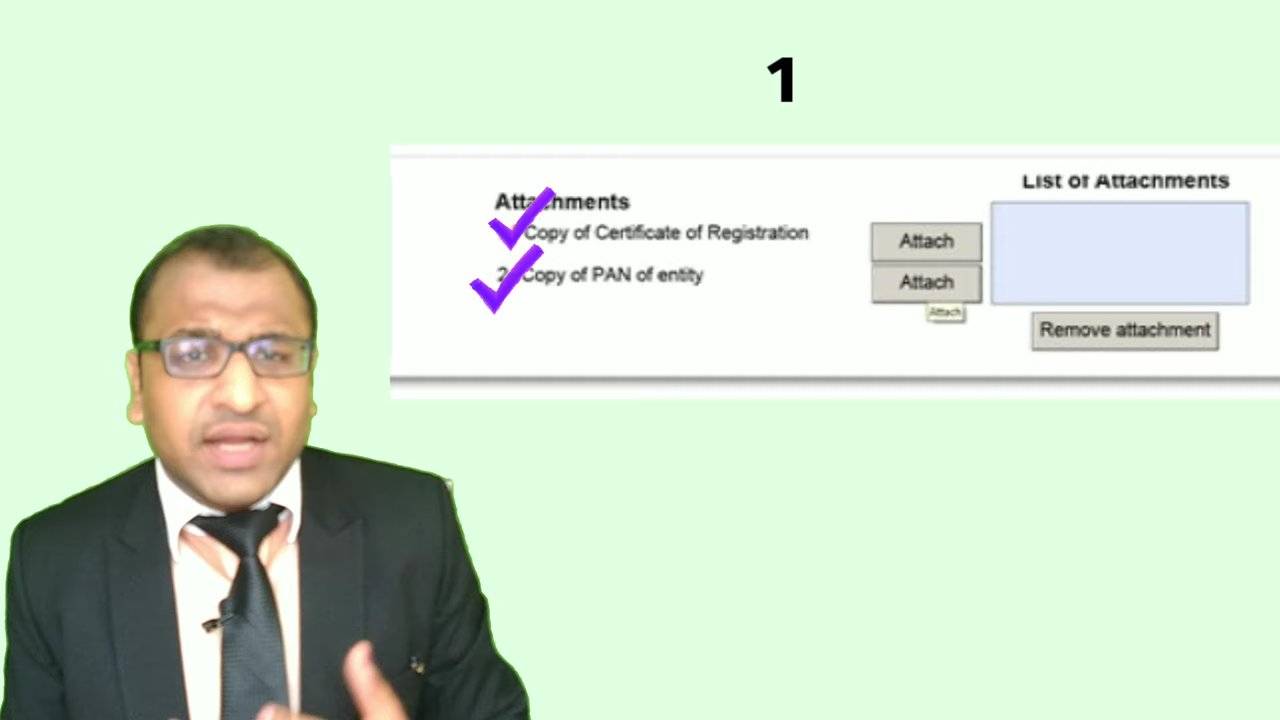 1
List of Attachments
Attachments
Copy of Certificate of Registration
Attach
2. Copy of PAN of entity
Attach
Attach
Remove attachment